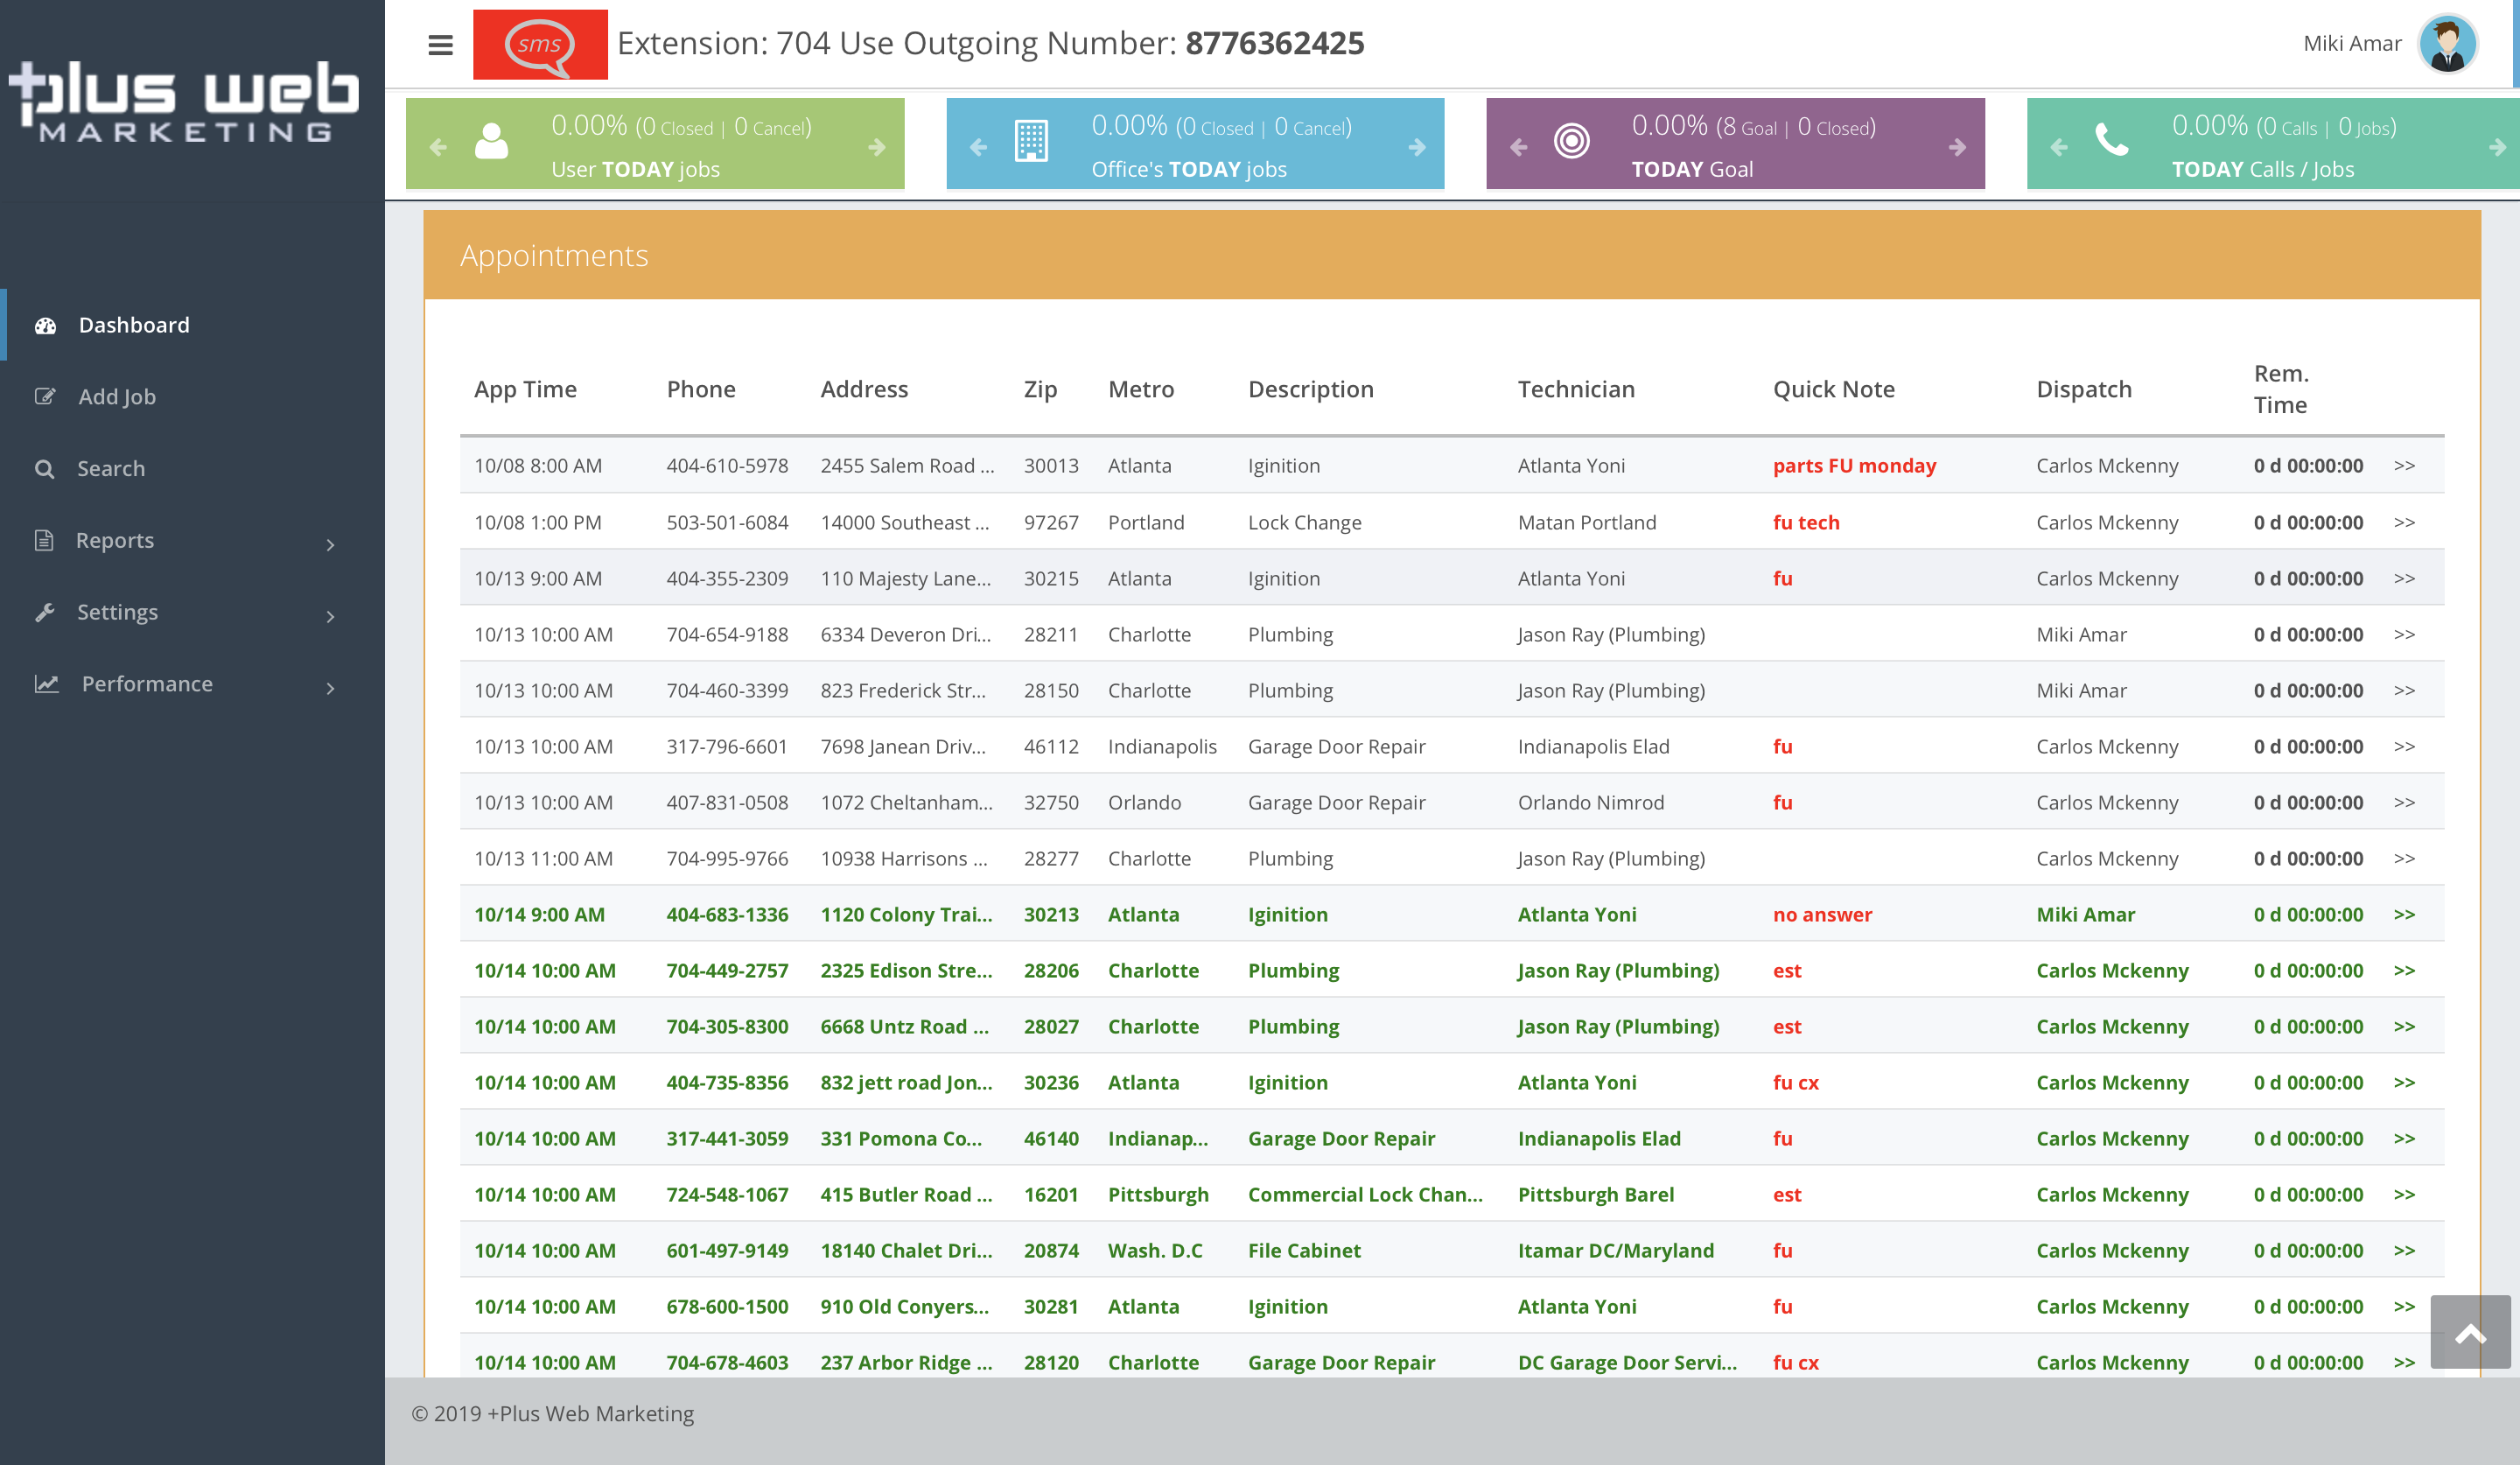 +plus web
MARKETING
sms
Extension: 704 Use Outgoing Number: 8776362425
Miki Amar
0.00% (0 Closed | 0 Cancel)
User TODAY jobs
0.00% (0 Closed | 0 Cancel)
Office's TODAY jobs
0.00% (8 Goal | 0 Closed)
TODAY Goal
0.00% (0 Calls | 0 Jobs)
TODAY Calls / Jobs
Dashboard
Add Job
Search
Reports
Settings
Performance
Appointments
App Time Phone Address Zip Metro Description Technician Quick Note Dispatch Rem. Time
10/08 8:00 AM 404-610-5978 2455 Salem Road ... 30013 Atlanta Iginition Atlanta Yoni parts FU monday Carlos Mckenny 0 d 00:00:00 >>
10/08 1:00 PM 503-501-6084 14000 Southeast ... 97267 Portland Lock Change Matan Portland fu tech Carlos Mckenny 0 d 00:00:00 >>
10/13 9:00 AM 404-355-2309 110 Majesty Lane... 30215 Atlanta Iginition Atlanta Yoni fu Carlos Mckenny 0 d 00:00:00 >>
10/13 10:00 AM 704-654-9188 6334 Deveron Dri... 28211 Charlotte Plumbing Jason Ray (Plumbing) Miki Amar 0 d 00:00:00 >>
10/13 10:00 AM 704-460-3399 823 Frederick Str... 28150 Charlotte Plumbing Jason Ray (Plumbing) Miki Amar 0 d 00:00:00 >>
10/13 10:00 AM 317-796-6601 7698 Janean Driv... 46112 Indianapolis Garage Door Repair Indianapolis Elad fu Carlos Mckenny 0 d 00:00:00 >>
10/13 10:00 AM 407-831-0508 1072 Cheltanham... 32750 Orlando Garage Door Repair Orlando Nimrod fu Carlos Mckenny 0 d 00:00:00 >>
10/13 11:00 AM 704-995-9766 10938 Harrisons ... 28277 Charlotte Plumbing Jason Ray (Plumbing) Carlos Mckenny 0 d 00:00:00 >>
10/14 9:00 AM 404-683-1336 1120 Colony Trai... 30213 Atlanta Iginition Atlanta Yoni no answer Miki Amar 0 d 00:00:00 >>
10/14 10:00 AM 704-449-2757 2325 Edison Stre... 28206 Charlotte Plumbing Jason Ray (Plumbing) est Carlos Mckenny 0 d 00:00:00 >>
10/14 10:00 AM 704-305-8300 6668 Untz Road ... 28027 Charlotte Plumbing Jason Ray (Plumbing) est Carlos Mckenny 0 d 00:00:00 >>
10/14 10:00 AM 404-735-8356 832 jett road Jon... 30236 Atlanta Iginition Atlanta Yoni fu cx Carlos Mckenny 0 d 00:00:00 >>
10/14 10:00 AM 317-441-3059 331 Pomona Co... 46140 Indianap... Garage Door Repair Indianapolis Elad fu Carlos Mckenny 0 d 00:00:00 >>
10/14 10:00 AM 724-548-1067 415 Butler Road ... 16201 Pittsburgh Commercial Lock Chan... Pittsburgh Barel est Carlos Mckenny 0 d 00:00:00 >>
10/14 10:00 AM 601-497-9149 18140 Chalet Dri... 20874 Wash. D.C File Cabinet Itamar DC/Maryland fu Carlos Mckenny 0 d 00:00:00 >>
10/14 10:00 AM 678-600-1500 910 Old Conyers... 30281 Atlanta Iginition Atlanta Yoni fu Carlos Mckenny 0 d 00:00:00 >>
10/14 10:00 AM 704-678-4603 237 Arbor Ridge ... 28120 Charlotte Garage Door Repair DC Garage Door Servi... fu cx Carlos Mckenny 0 d 00:00:00 >>
© 2019 +Plus Web Marketing